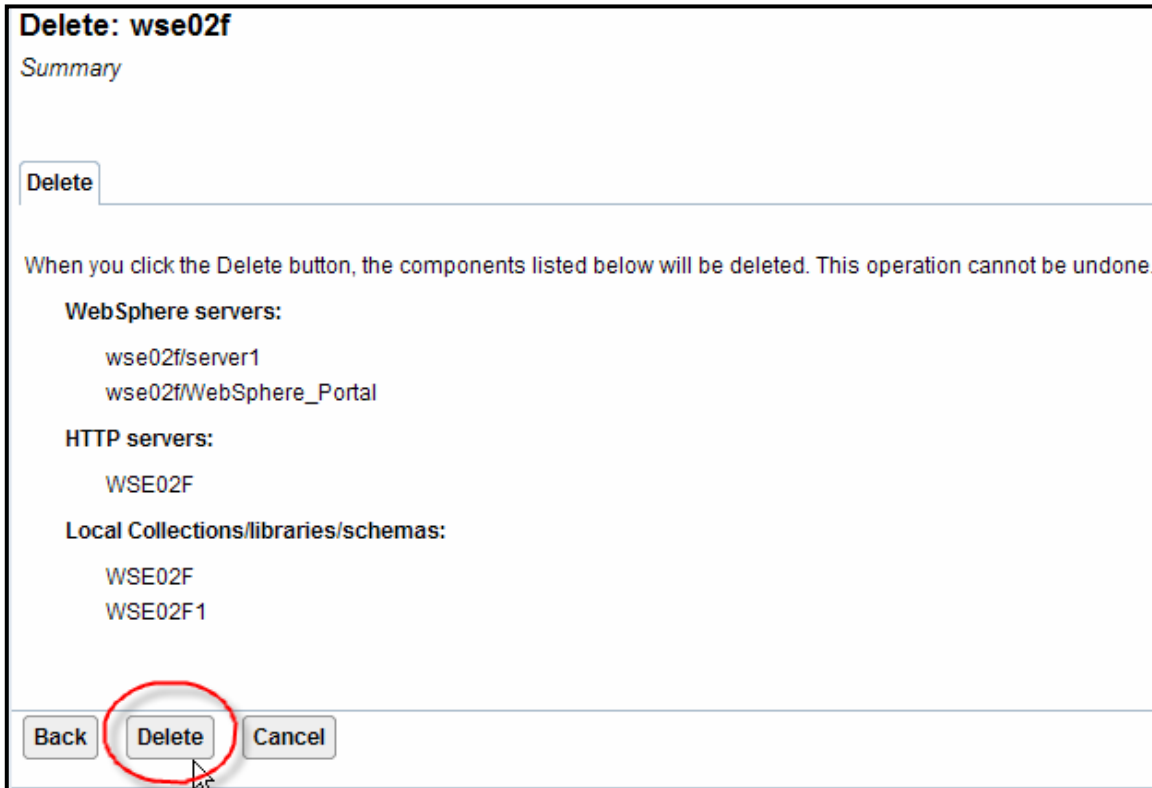 Delete: wse02f
Summary
Delete
When you click the Delete button, the components listed below will be deleted. This operation cannot be undone.
WebSphere servers:
wse02f/server1
wse02f/WebSphere_Portal
HTTP servers:
WSE02F
Local Collections/libraries/schemas:
WSE02F
WSE02F1
Back Delete Cancel